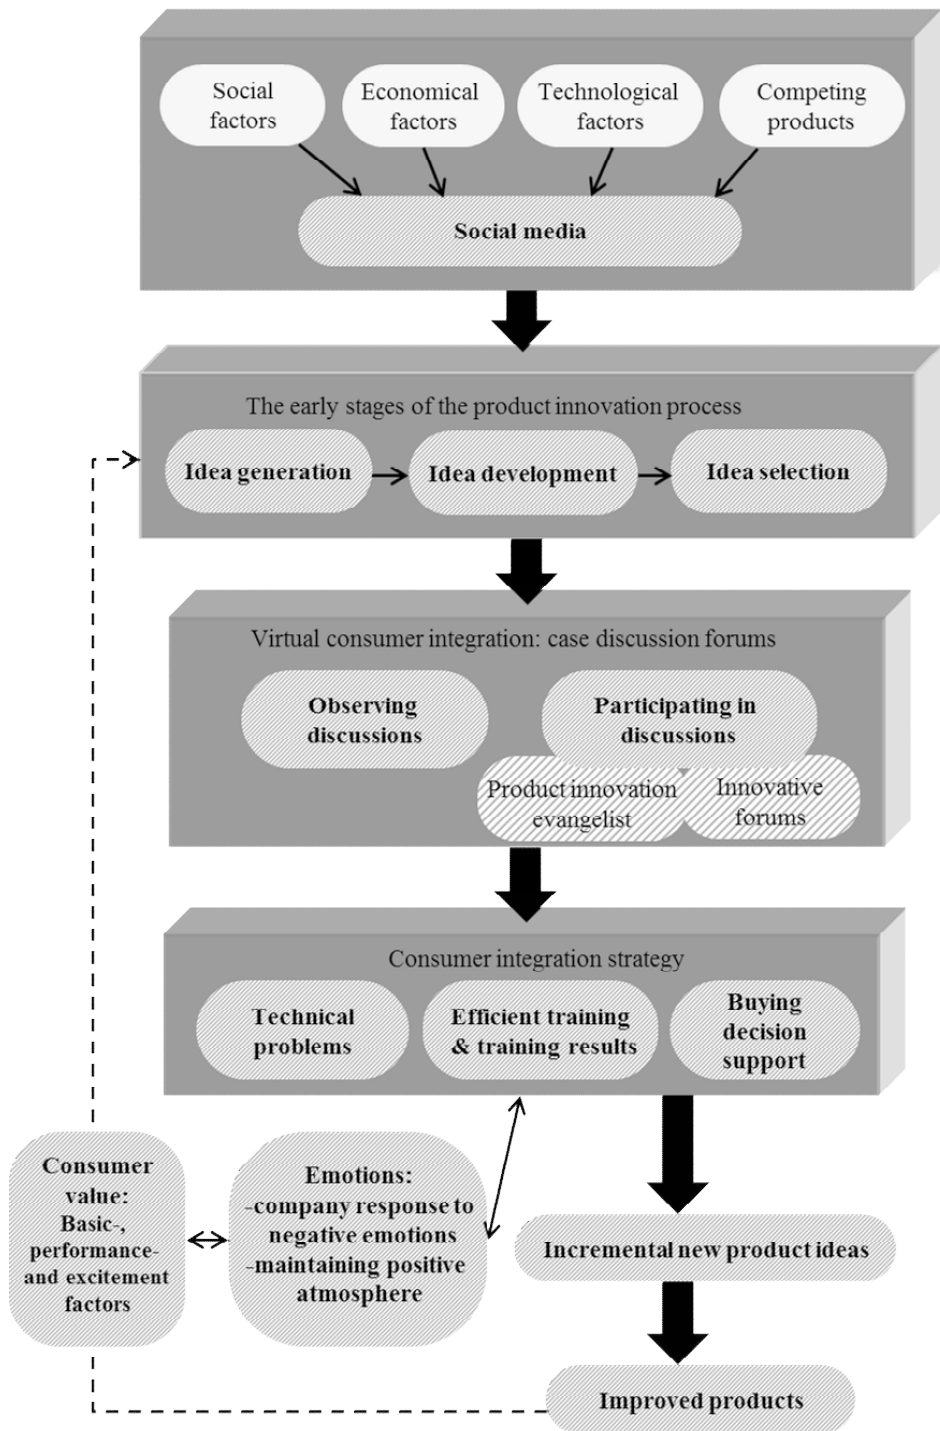 Social
factors
Economical
factors
Technological
factors
Competing
products
Social media
The early stages of the product innovation process
Idea generation
Idea development
Idea selection
Virtual consumer integration: case discussion forums
Observing
discussions
Participating in
discussions
Product innovation
evangelist
Innovative
forums
Consumer integration strategy
Technical
problems
Efficient training
& training results
Buying
decision
support
Consumer
value:
Basic-,
performance-
and excitement
factors
Emotions:
-company response to
negative emotions
-maintaining positive
atmosphere
Incremental new product ideas
Improved products